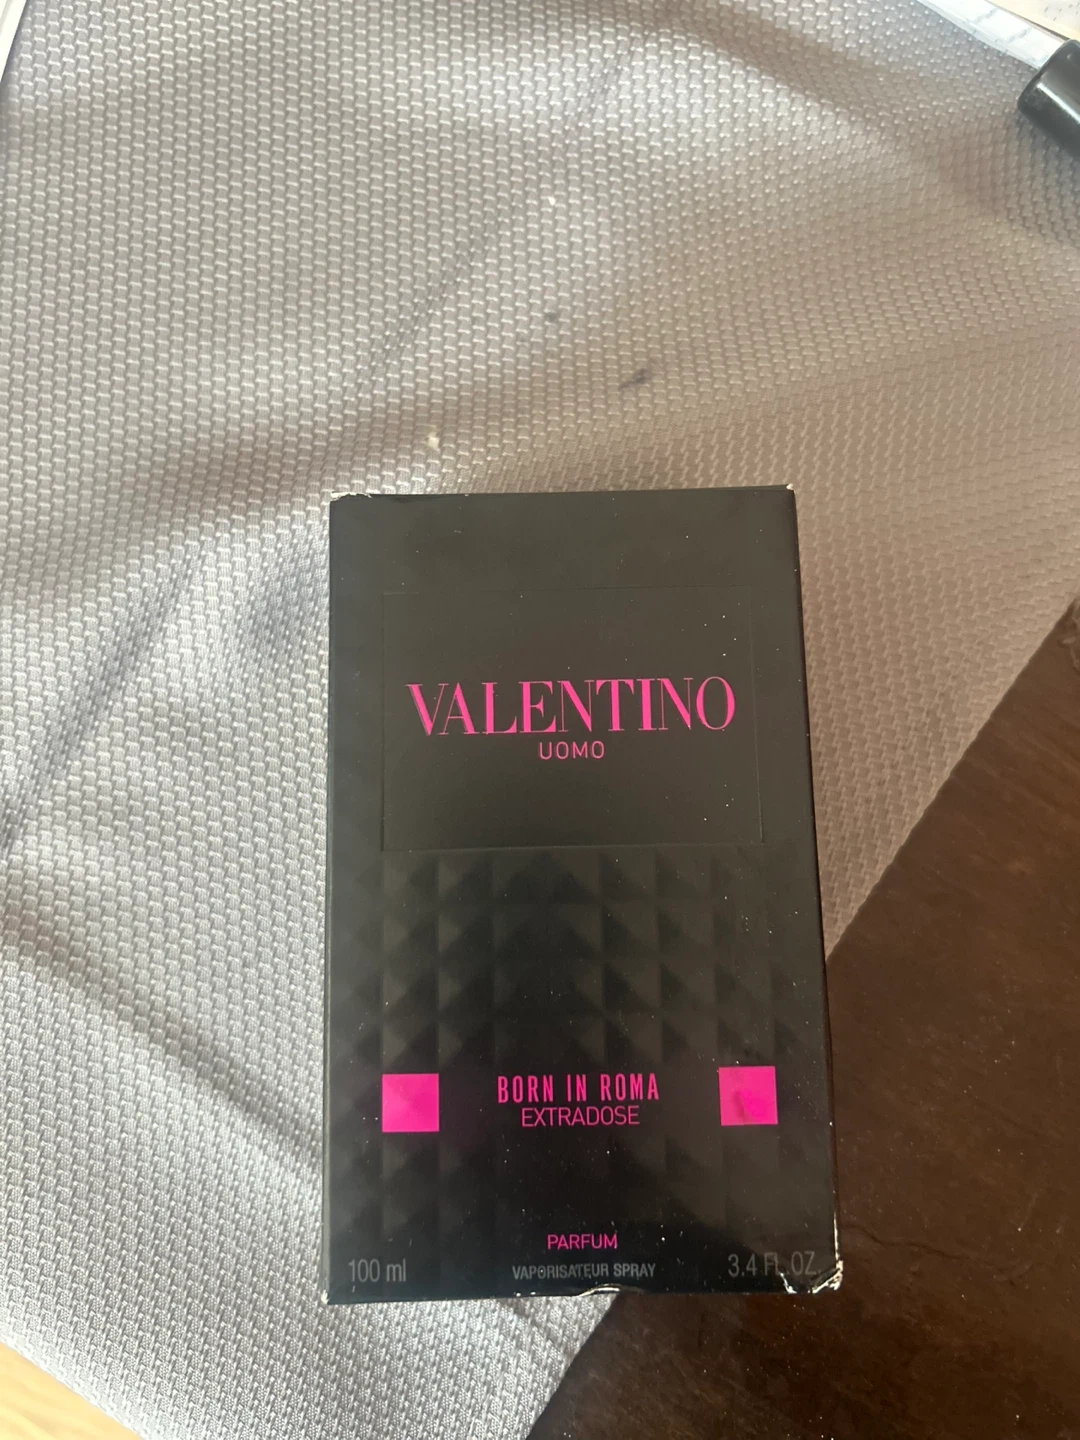 VALENTINO
UOMO
BORN IN ROMA
EXTRADOSE
PARFUM
100 ml VAPORISATEUR SPRAY 3.4 FL.OZ.